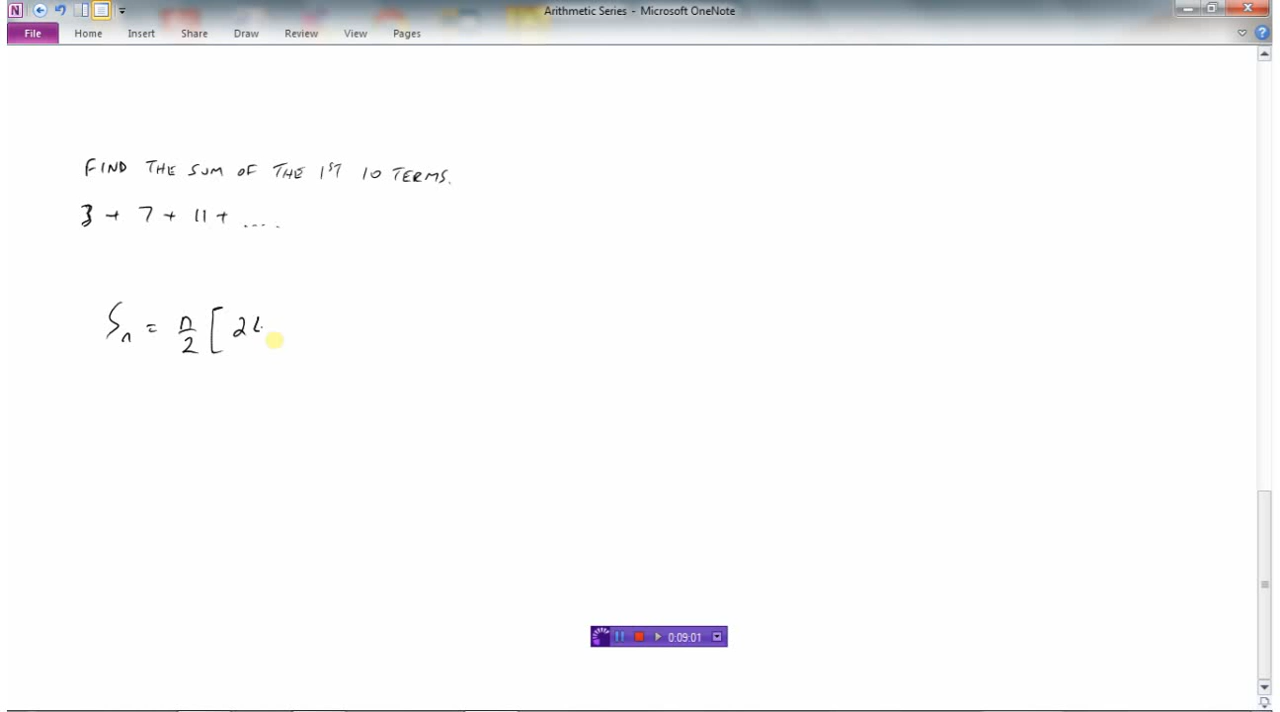 Arithmetic Series - Microsoft OneNote
File Home Insert Share Draw Review View Pages
FIND THE SUM OF THE 1ST 10 TERMS.
3 + 7 + 11 + ....
Sn = n/2 [ 2
0:09:01